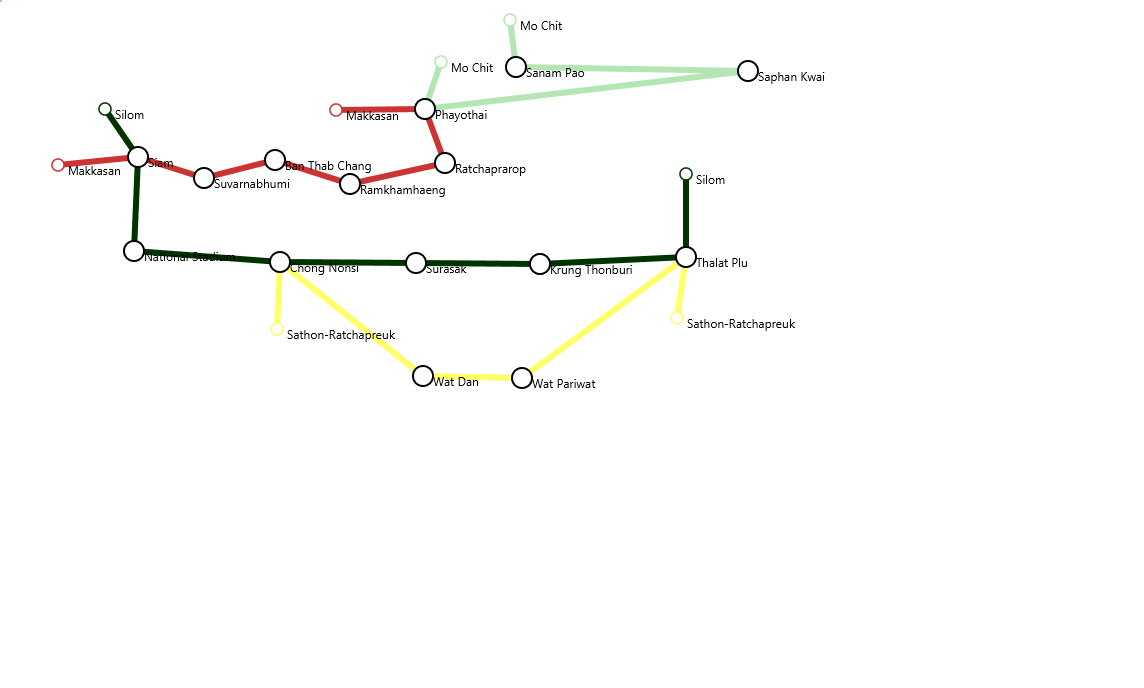 Mo Chit
Mo Chit
Sanam Pao
Saphan Kwai
Makkasan
Phayothai
Silom
Makkasan
Siam
Ban Thab Chang
Ratchaprarop
Suvarnabhumi
Ramkhamhaeng
Silom
National Stadium
Chong Nonsi
Surasak
Krung Thonburi
Thalat Plu
Sathon-Ratchapreuk
Sathon-Ratchapreuk
Wat Dan
Wat Pariwat